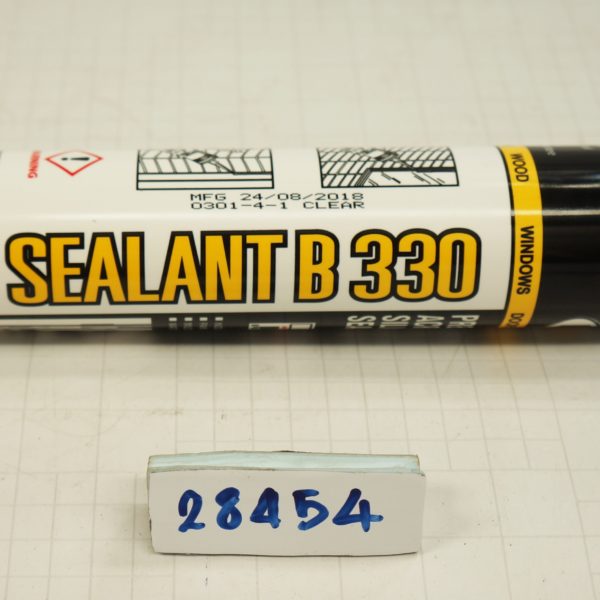 WARNING
MFG 24/08/2018
0301-4-1 CLEAR
SEALANT B 330
WOOD
WINDOWS
28454